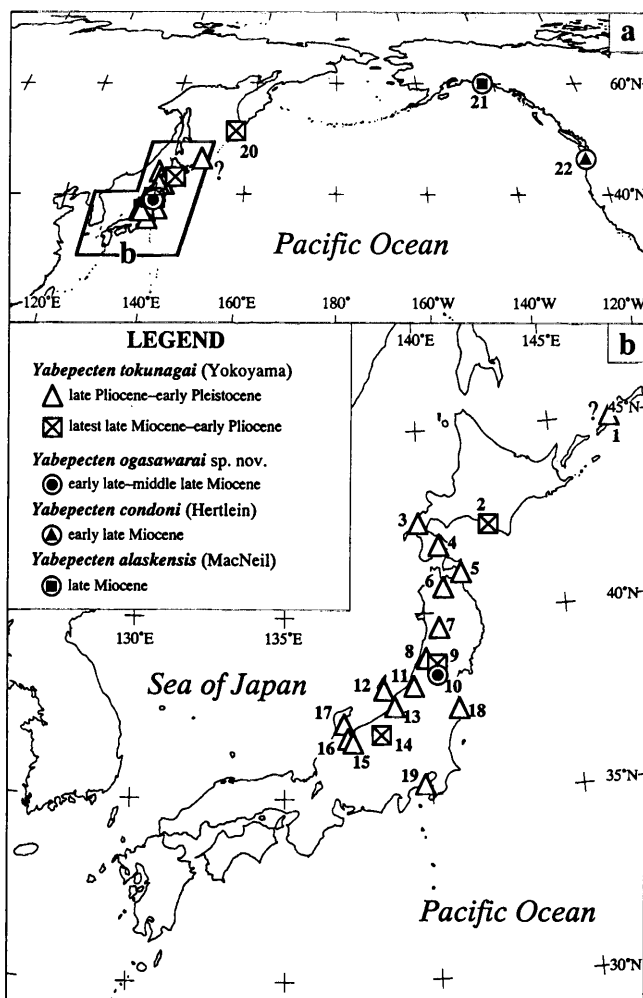 a
60°N
21
20
22
?
40°N
b
Pacific Ocean
120°E
140°E
160°E
180°
160°W
140°W
120°W
LEGEND
Yabepecten tokunagai (Yokoyama)
late Pliocene–early Pleistocene
latest late Miocene–early Pliocene
Yabepecten ogasawarai sp. nov.
early late–middle late Miocene
Yabepecten condoni (Hertlein)
early late Miocene
Yabepecten alaskensis (MacNeil)
late Miocene
140°E
145°E
b
45°N
?
1
2
3
4
5
6
40°N
7
130°E
135°E
8
9
10
Sea of Japan
11
12
13
18
17
16
15
14
19
35°N
Pacific Ocean
30°N